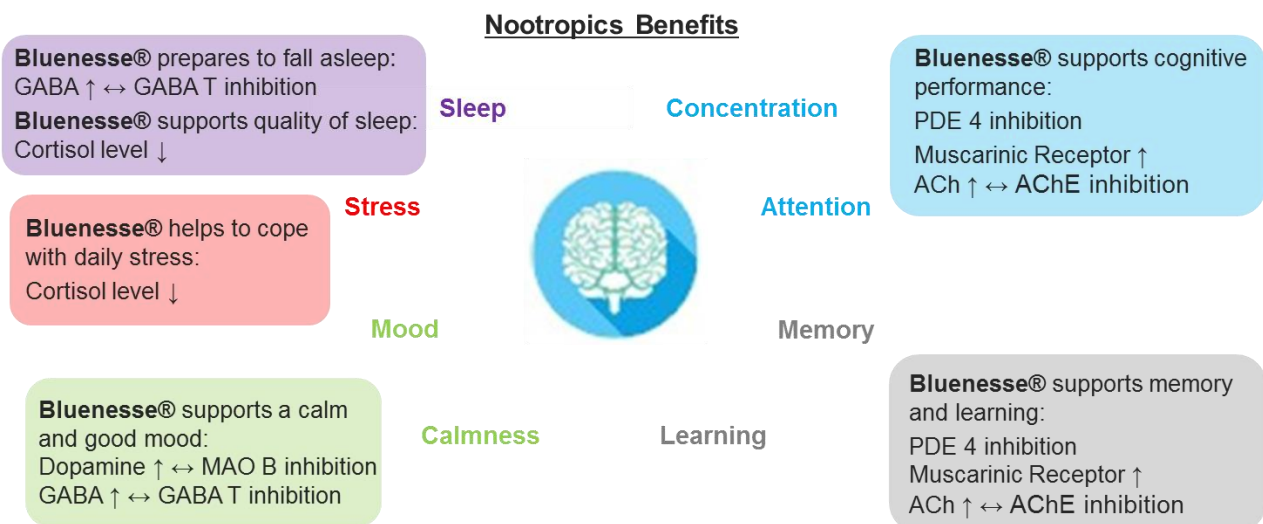 Nootropics Benefits
Bluenesse® prepares to fall asleep:
GABA ↑ ↔ GABA T inhibition
Bluenesse® supports quality of sleep:
Cortisol level ↓
Sleep
Concentration
Bluenesse® supports cognitive
performance:
PDE 4 inhibition
Muscarinic Receptor ↑
ACh ↑ ↔ AChE inhibition
Stress
Attention
Bluenesse® helps to cope
with daily stress:
Cortisol level ↓
Mood
Memory
Bluenesse® supports a calm
and good mood:
Dopamine ↑ ↔ MAO B inhibition
GABA ↑ ↔ GABA T inhibition
Calmness
Learning
Bluenesse® supports memory
and learning:
PDE 4 inhibition
Muscarinic Receptor ↑
ACh ↑ ↔ AChE inhibition